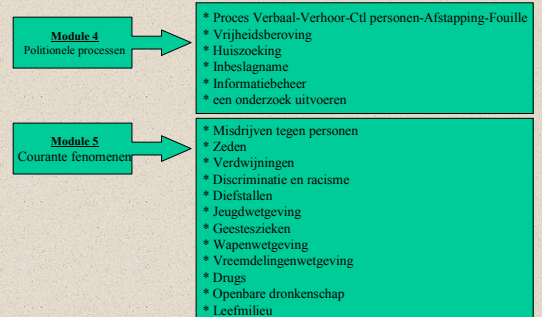 Module 4
Politionele processen
* Proces Verbaal-Verhoor-Ctl personen-Afstapping-Fouille
* Vrijheidsberoving
* Huiszoeking
* Inbeslagname
* Informatiebeheer
* een onderzoek uitvoeren
Module 5
Courante fenomenen
* Misdrijven tegen personen
* Zeden
* Verdwijningen
* Discriminatie en racisme
* Diefstallen
* Jeugdwetgeving
* Geesteszieken
* Wapenwetgeving
* Vreemdelingenwetgeving
* Drugs
* Openbare dronkenschap
* Leefmilieu